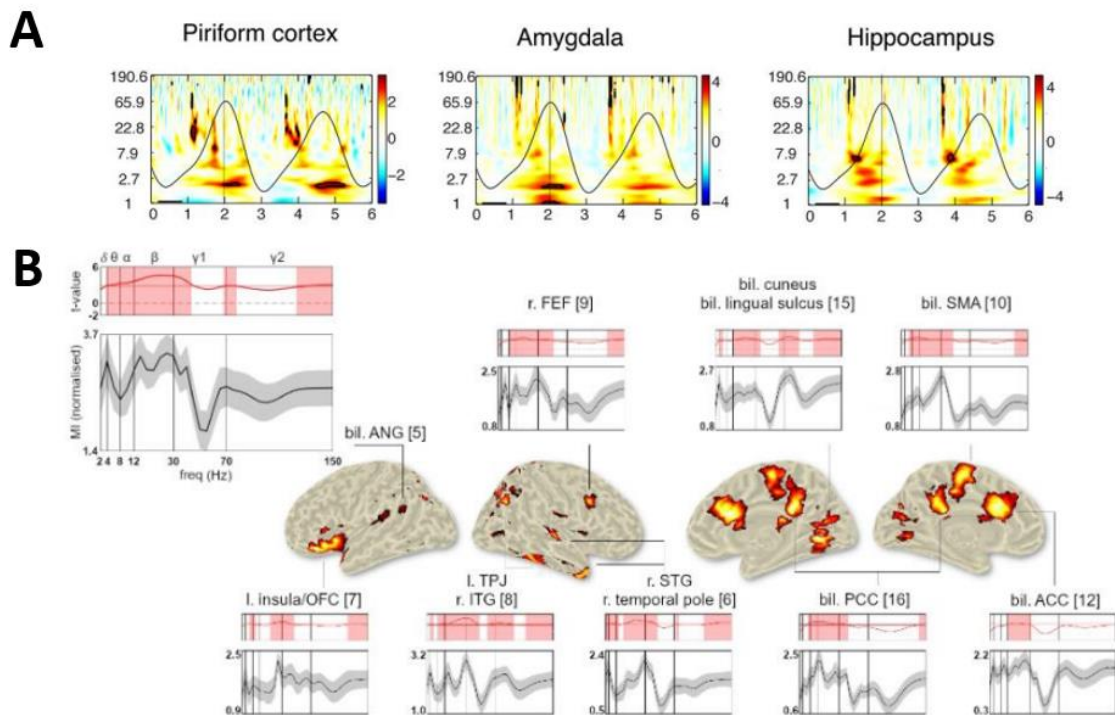 A
Piriform cortex
Amygdala
Hippocampus
190.6
65.9
22.8
7.9
2.7
1
0 1 2 3 4 5 6
2
0
-2
190.6
65.9
22.8
7.9
2.7
1
0 1 2 3 4 5 6
4
2
0
-2
-4
190.6
65.9
22.8
7.9
2.7
1
0 1 2 3 4 5 6
4
2
0
-2
-4
B
δ θ α β γ1 γ2
t-value
6
0
-2
MI (normalised)
3.7
1.4
2 4 8 12 30 70 150
freq (Hz)
r. FEF [9]
2.5
0.8
bil. cuneus
bil. lingual sulcus [15]
2.7
0.8
bil. SMA [10]
2.5
0.8
bil. ANG [5]
l. insula/OFC [7]
2.5
0.9
l. TPJ
r. ITG [8]
3.2
1.0
r. STG
r. temporal pole [6]
2.5
0.5
bil. PCC [16]
2.5
0.6
bil. ACC [12]
2.2
0.3